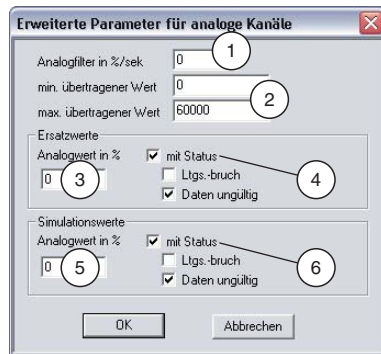 Erweiterte Parameter für analoge Kanäle
Analogfilter in %/sek 0 1
min. übertragener Wert 0
max. übertragener Wert 60000 2
Ersatzwerte
Analogwert in % mit Status
0 3 Ltgs.-bruch 4
Daten ungültig
Simulationswerte
Analogwert in % mit Status
0 5 Ltgs.-bruch 6
Daten ungültig
OK Abbrechen